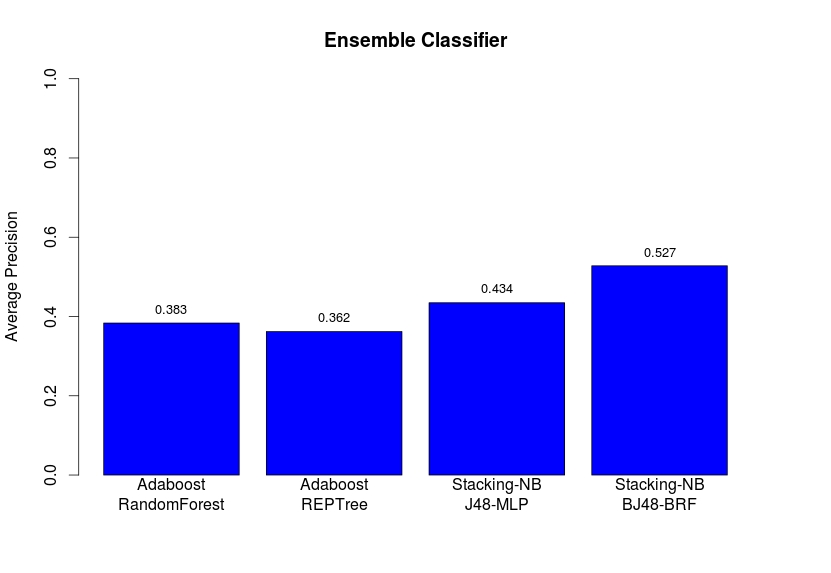 Ensemble Classifier
Average Precision
1.0
0.8
0.6
0.4
0.2
0.0
0.383
0.362
0.434
0.527
Adaboost
RandomForest
Adaboost
REPTree
Stacking-NB
J48-MLP
Stacking-NB
BJ48-BRF